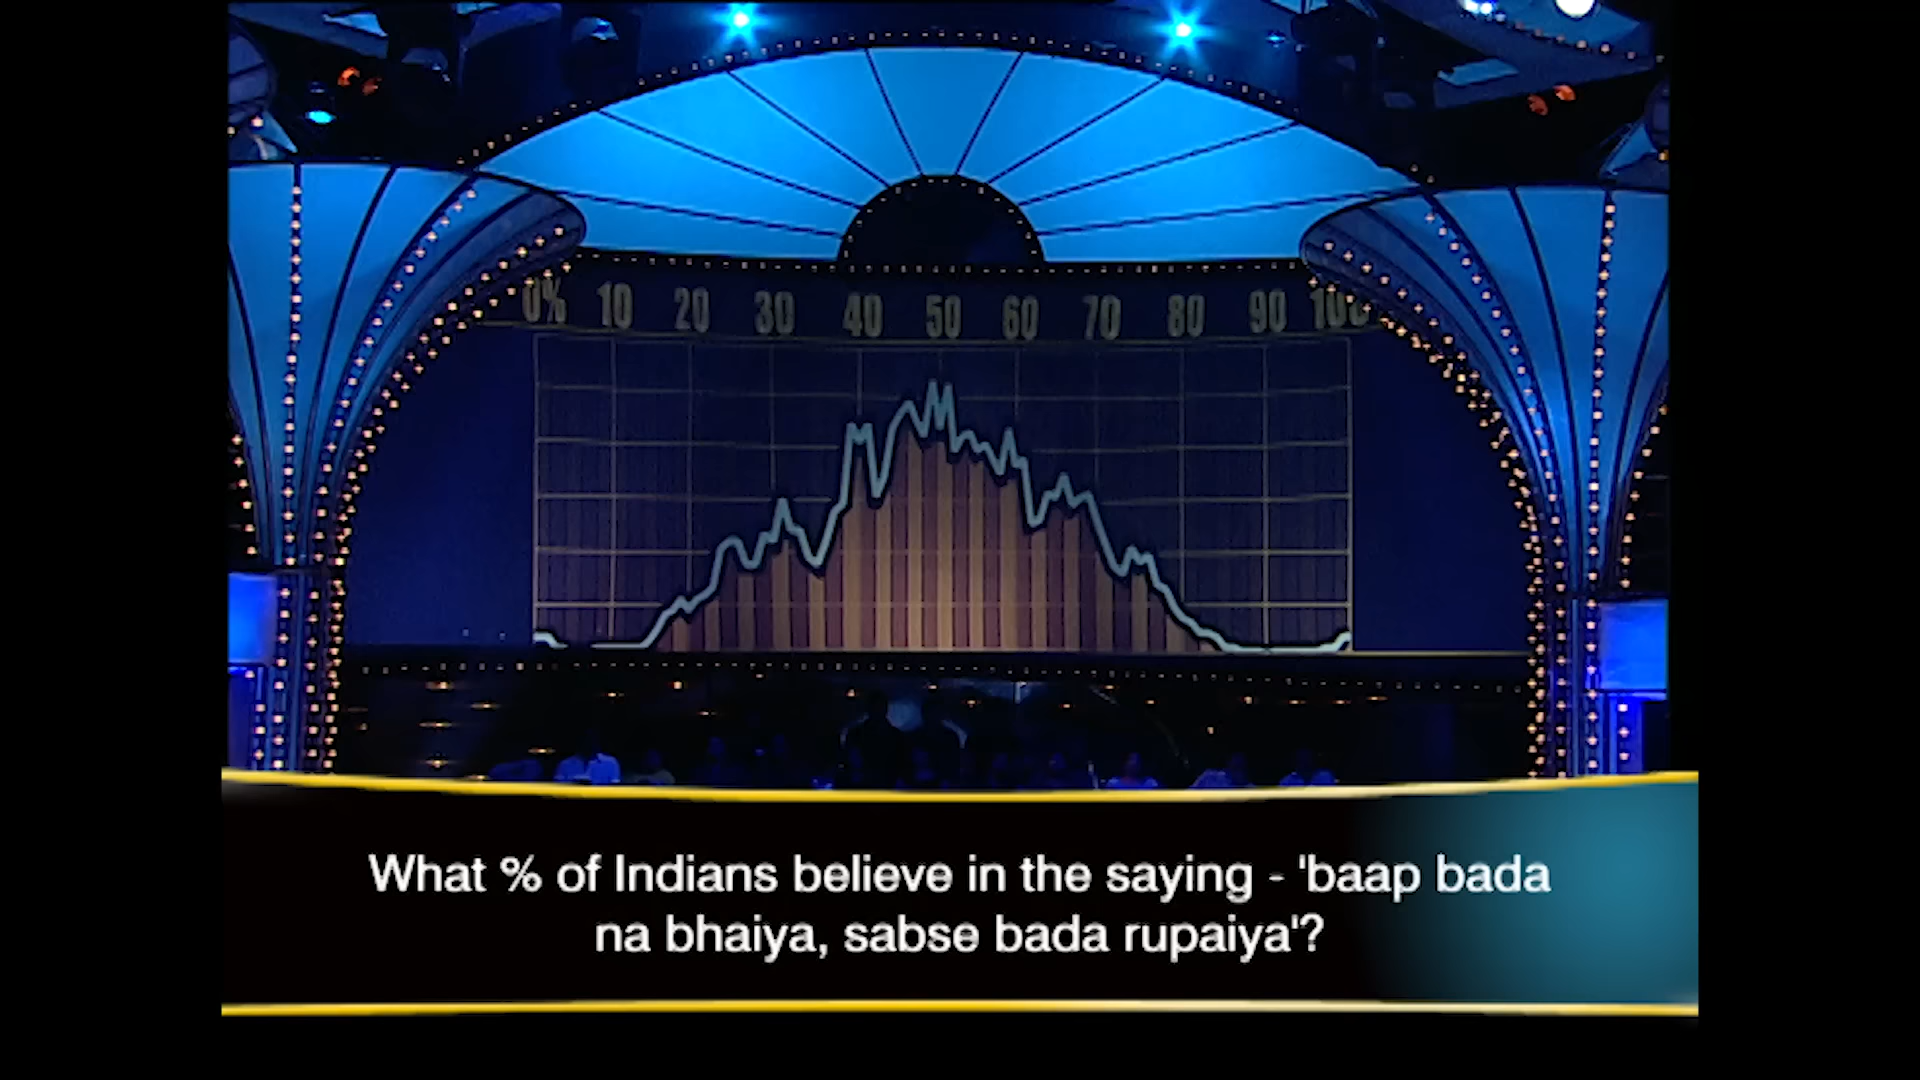 0% 10 20 30 40 50 60 70 80 90 100
What % of Indians believe in the saying - 'baap bada
na bhaiya, sabse bada rupaiya'?